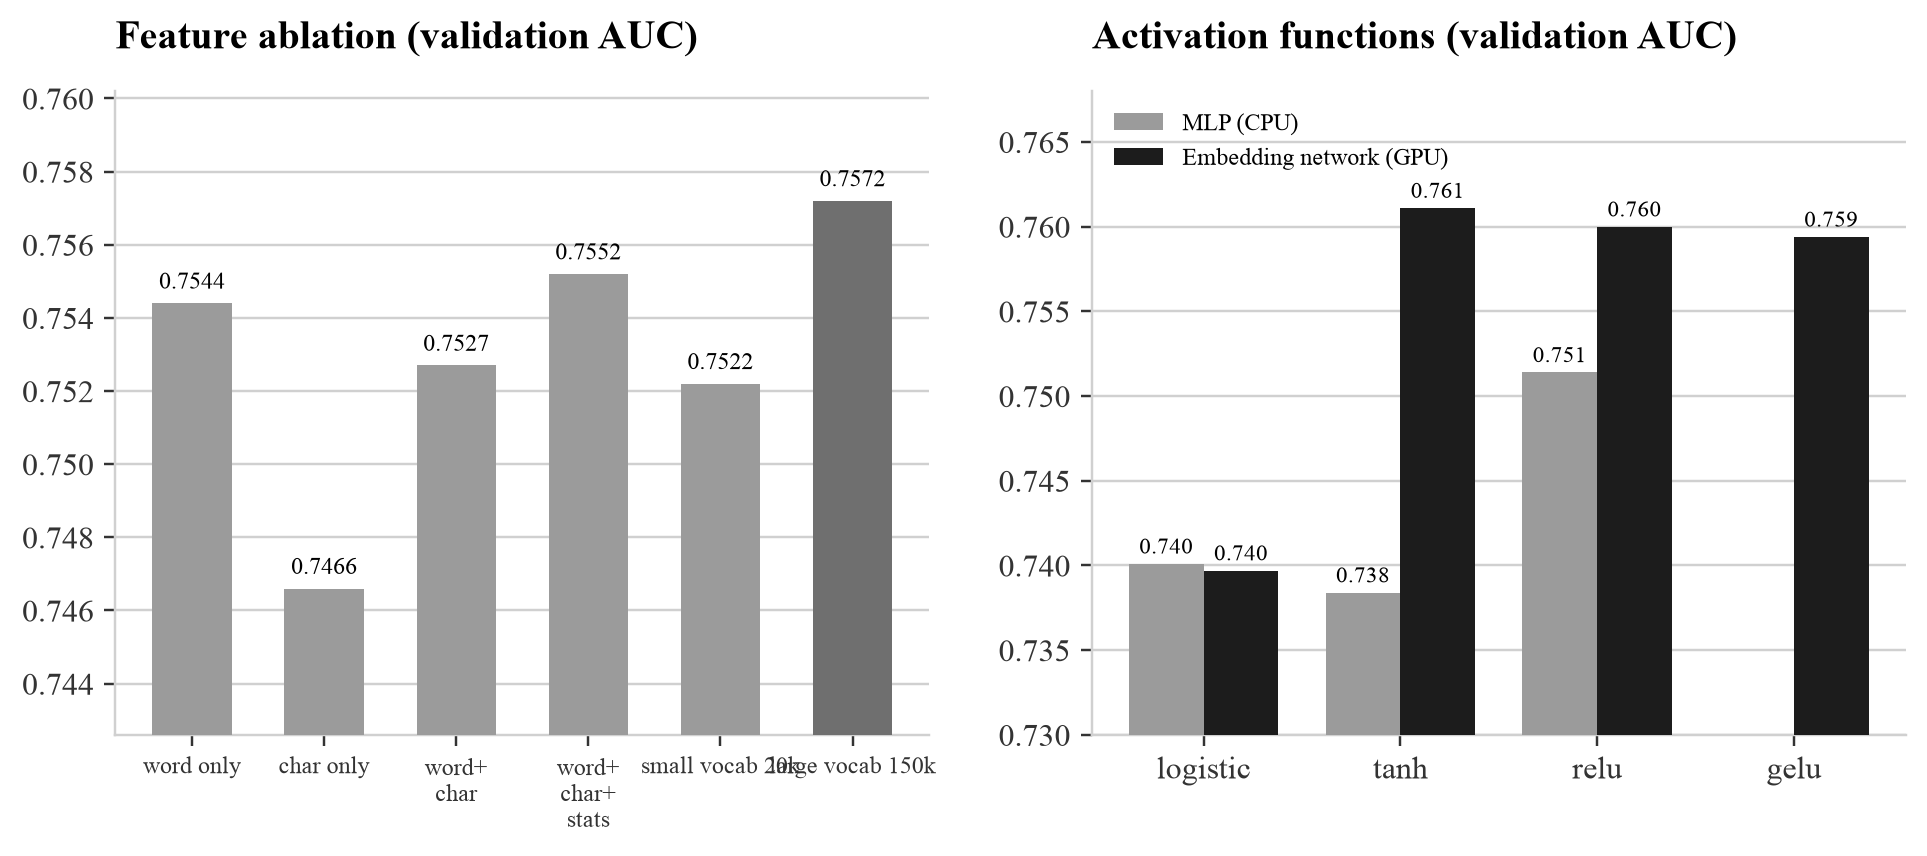 Feature ablation (validation AUC)
0.760
0.758
0.756
0.754
0.752
0.750
0.748
0.746
0.744
0.7544
0.7466
0.7527
0.7552
0.7522
0.7572
word only
char only
word+
char
word+
char+
stats
small vocab 20k
large vocab 150k
Activation functions (validation AUC)
MLP (CPU)
Embedding network (GPU)
0.765
0.760
0.755
0.750
0.745
0.740
0.735
0.730
0.740
0.740
0.738
0.761
0.751
0.760
0.759
logistic
tanh
relu
gelu